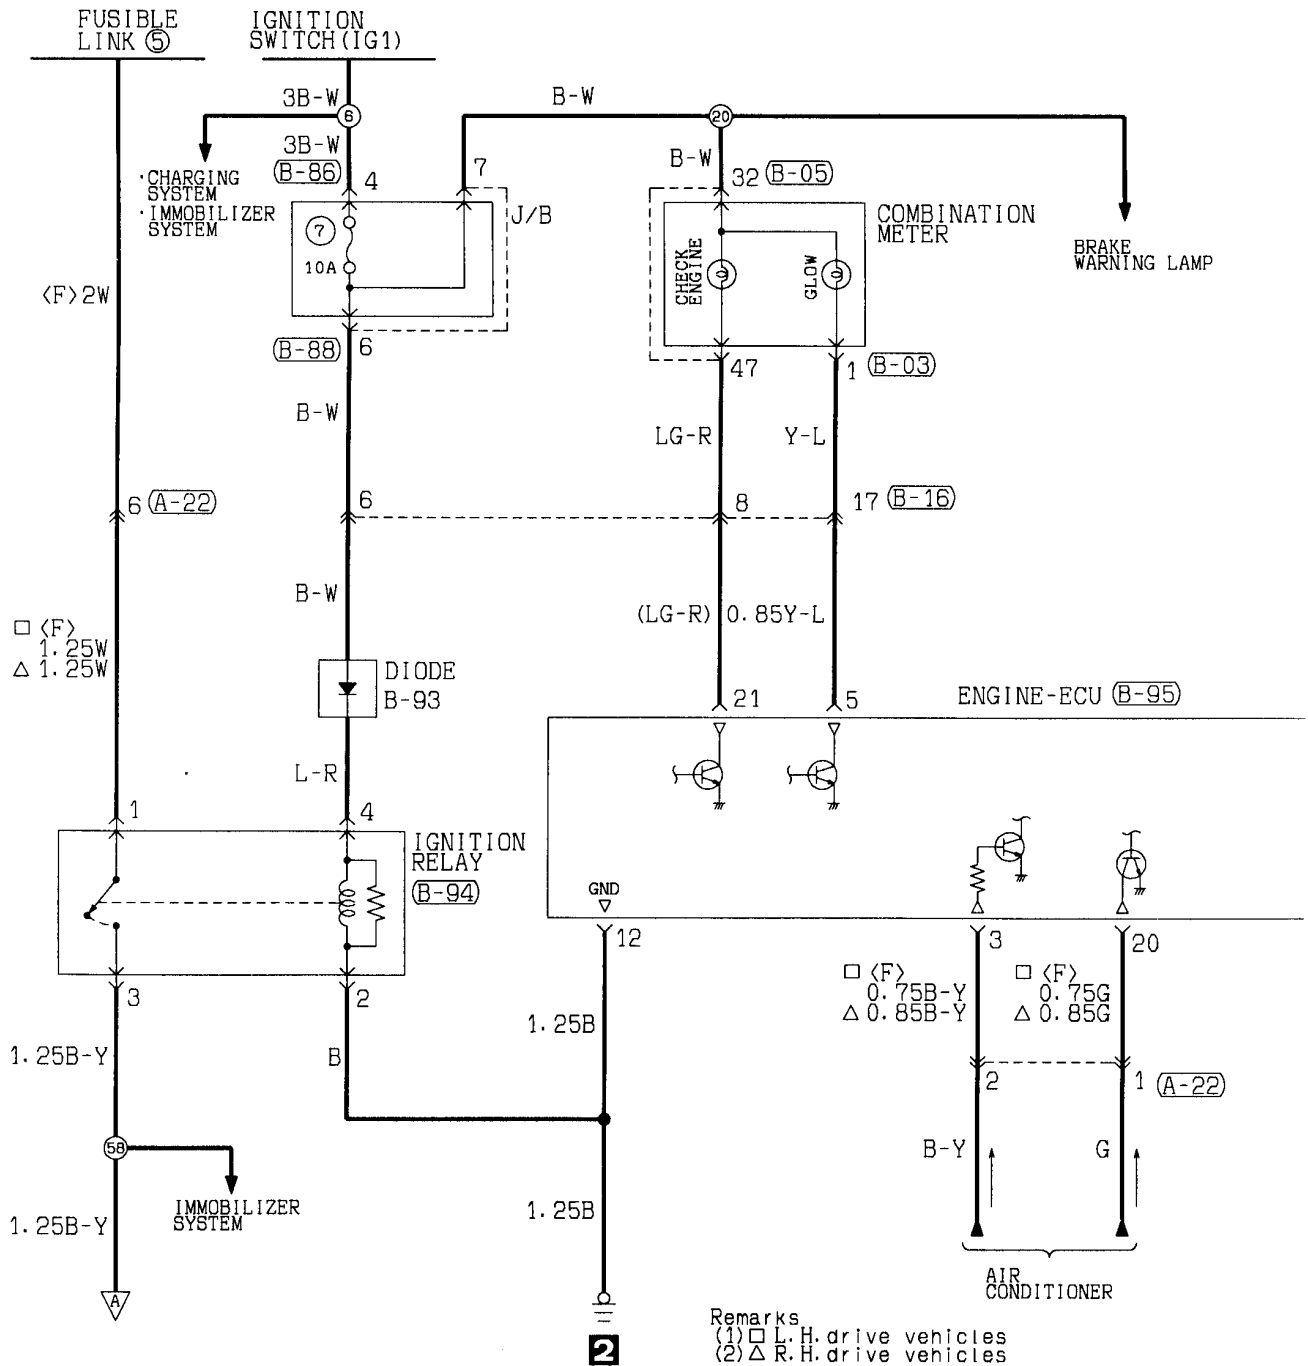 FUSIBLE
LINK ⑤
IGNITION
SWITCH(IG1)
3B-W
6
B-W
20
3B-W
B-86
4
7
B-W
32 B-05
·CHARGING
SYSTEM
·IMMOBILIZER
SYSTEM
7
10A
J/B
CHECK
ENGINE
GLOW
COMBINATION
METER
BRAKE
WARNING LAMP
〈F〉2W
B-88
6
47
1 B-03
B-W
LG-R
Y-L
6 A-22
6
8
17 B-16
B-W
(LG-R)
0.85Y-L
□ 〈F〉
1.25W
△ 1.25W
DIODE
B-93
21
5
ENGINE-ECU B-95
L-R
1
4
IGNITION
RELAY
B-94
GND
3
2
12
3
20
□ 〈F〉
0.75B-Y
△ 0.85B-Y
□ 〈F〉
0.75G
△ 0.85G
1.25B-Y
B
1.25B
2
1 A-22
58
B-Y
G
IMMOBILIZER
SYSTEM
1.25B-Y
1.25B
A
AIR
CONDITIONER
2
Remarks
(1)□ L.H.drive vehicles
(2)△ R.H.drive vehicles